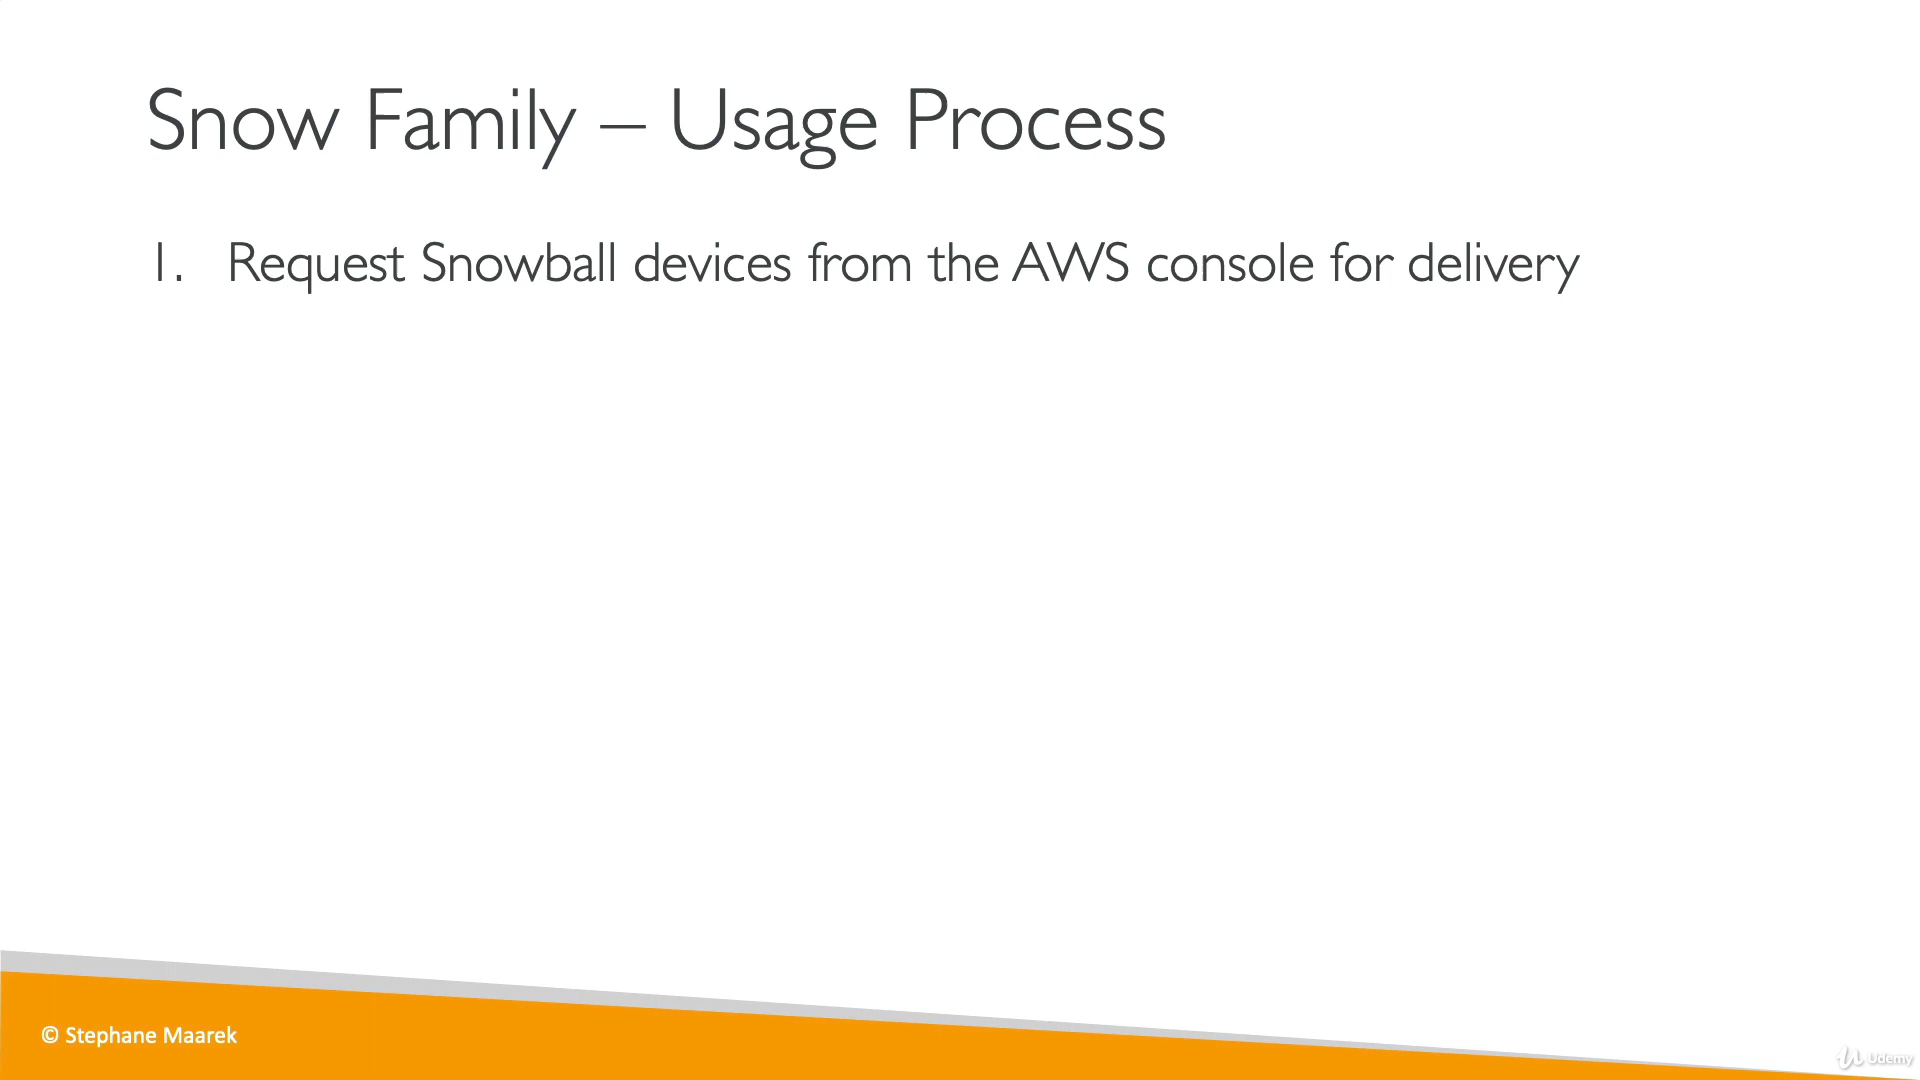 Snow Family – Usage Process
1. Request Snowball devices from the AWS console for delivery
© Stephane Maarek
Udemy